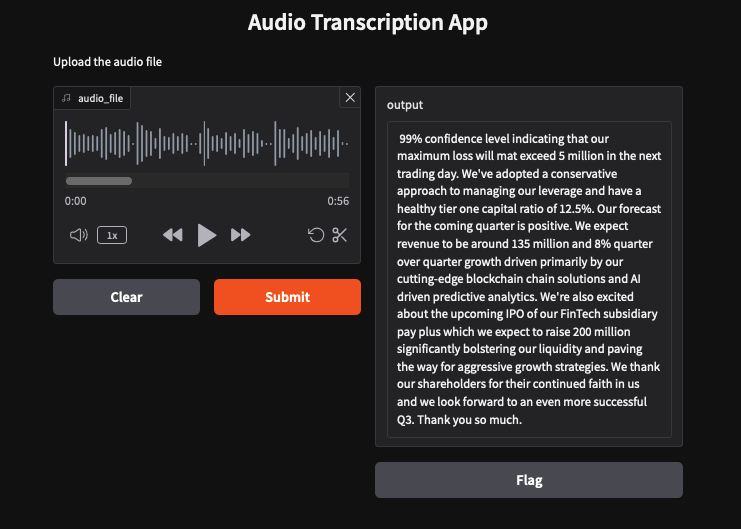 Audio Transcription App
Upload the audio file
audio_file
0:00
0:56
1x
Clear
Submit
output
99% confidence level indicating that our
maximum loss will mat exceed 5 million in the next
trading day. We've adopted a conservative
approach to managing our leverage and have a
healthy tier one capital ratio of 12.5%. Our forecast
for the coming quarter is positive. We expect
revenue to be around 135 million and 8% quarter
over quarter growth driven primarily by our
cutting-edge blockchain chain solutions and AI
driven predictive analytics. We're also excited
about the upcoming IPO of our FinTech subsidiary
pay plus which we expect to raise 200 million
significantly bolstering our liquidity and paving
the way for aggressive growth strategies. We thank
our shareholders for their continued faith in us
and we look forward to an even more successful
Q3. Thank you so much.
Flag